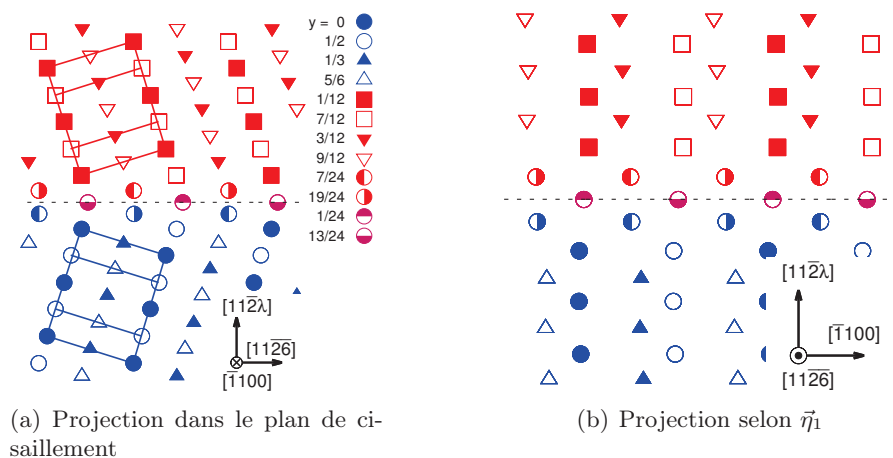 y = 0
1/2
1/3
5/6
1/12
7/12
3/12
9/12
7/24
19/24
1/24
13/24
[112̅λ]
[112̅6̅]
[1̅100]
(a) Projection dans le plan de ci-
saillement
[112̅λ]
[1̅100]
[112̅6̅]
(b) Projection selon η⃗₁